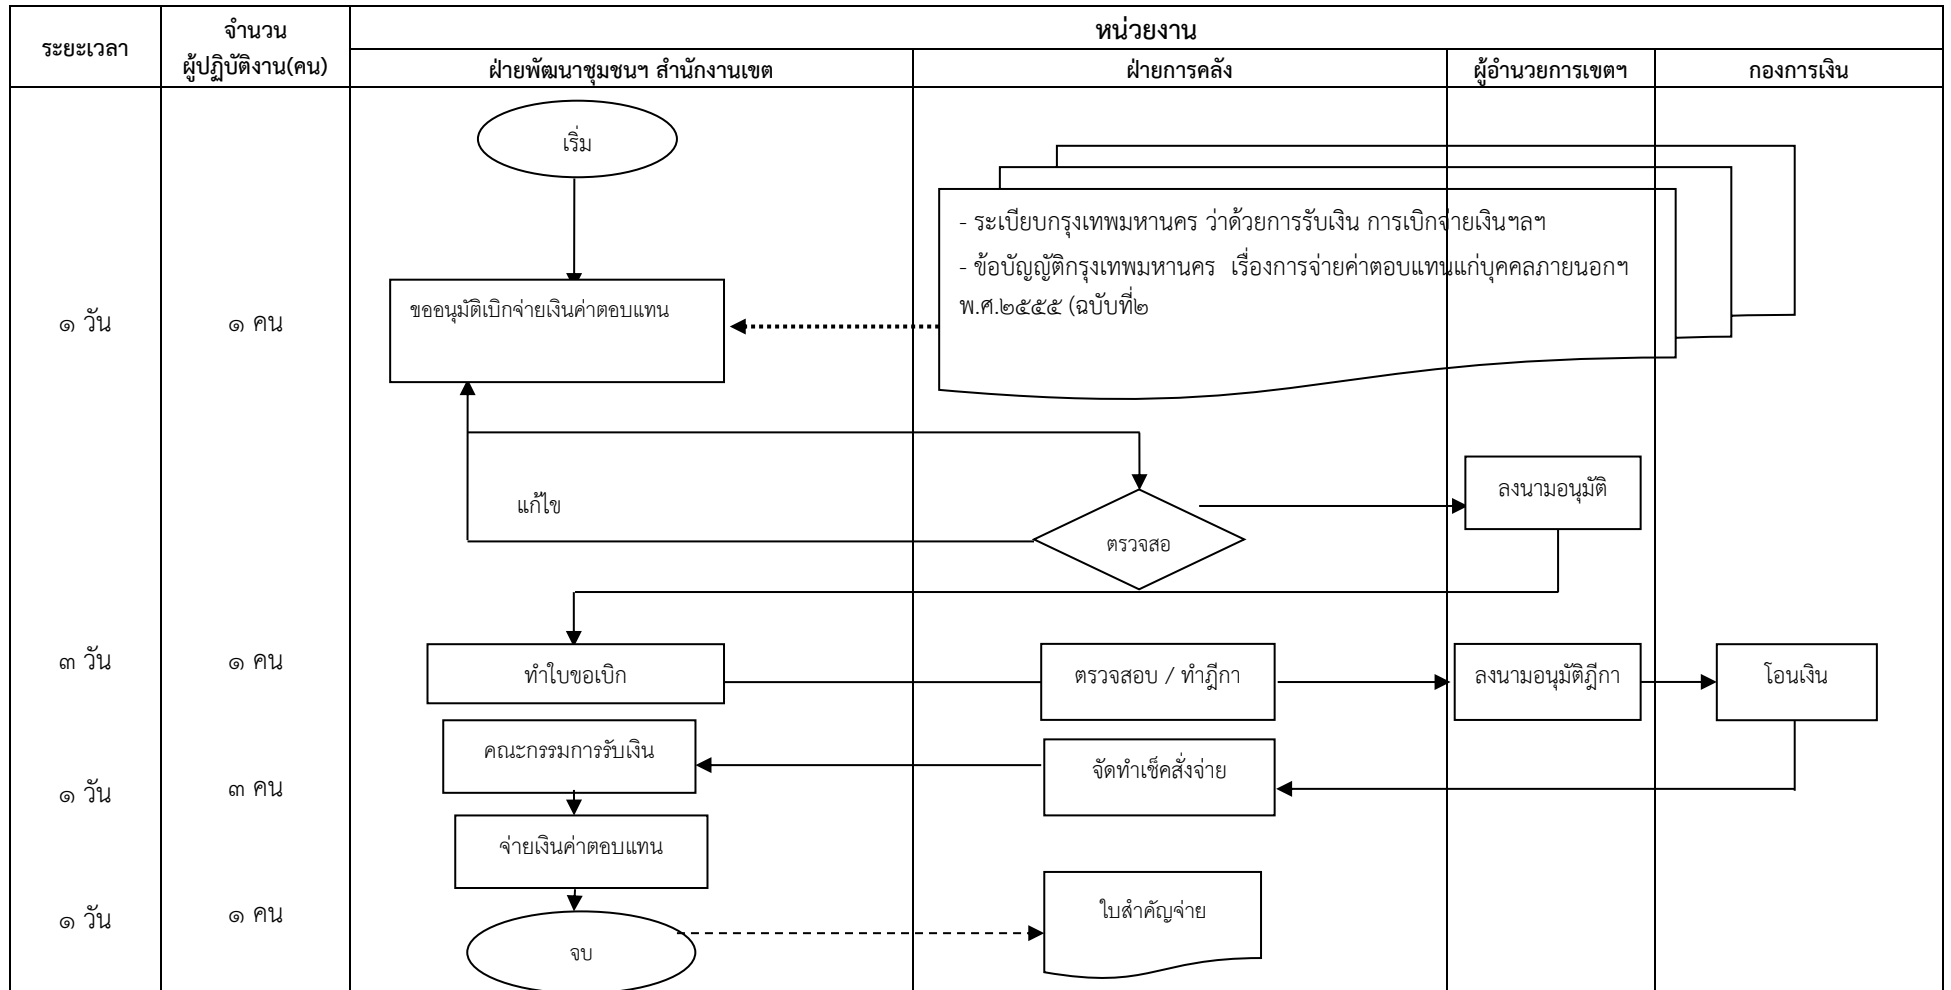 ระยะเวลา
จำนวน
ผู้ปฏิบัติงาน(คน)
หน่วยงาน
ฝ่ายพัฒนาชุมชนฯ สำนักงานเขต
ฝ่ายการคลัง
ผู้อำนวยการเขตฯ
กองการเงิน
เริ่ม
- ระเบียบกรุงเทพมหานคร ว่าด้วยการรับเงิน การเบิกจ่ายเงินฯลฯ
- ข้อบัญญัติกรุงเทพมหานคร เรื่องการจ่ายค่าตอบแทนแก่บุคคลภายนอกฯ
พ.ศ.๒๕๕๕ (ฉบับที่๒
๑ วัน
๑ คน
ขออนุมัติเบิกจ่ายเงินค่าตอบแทน
แก้ไข
ตรวจสอ
ลงนามอนุมัติ
๓ วัน
๑ คน
ทำใบขอเบิก
ตรวจสอบ / ทำฎีกา
ลงนามอนุมัติฎีกา
โอนเงิน
๑ วัน
๓ คน
คณะกรรมการรับเงิน
จัดทำเช็คสั่งจ่าย
จ่ายเงินค่าตอบแทน
๑ วัน
๑ คน
จบ
ใบสำคัญจ่าย